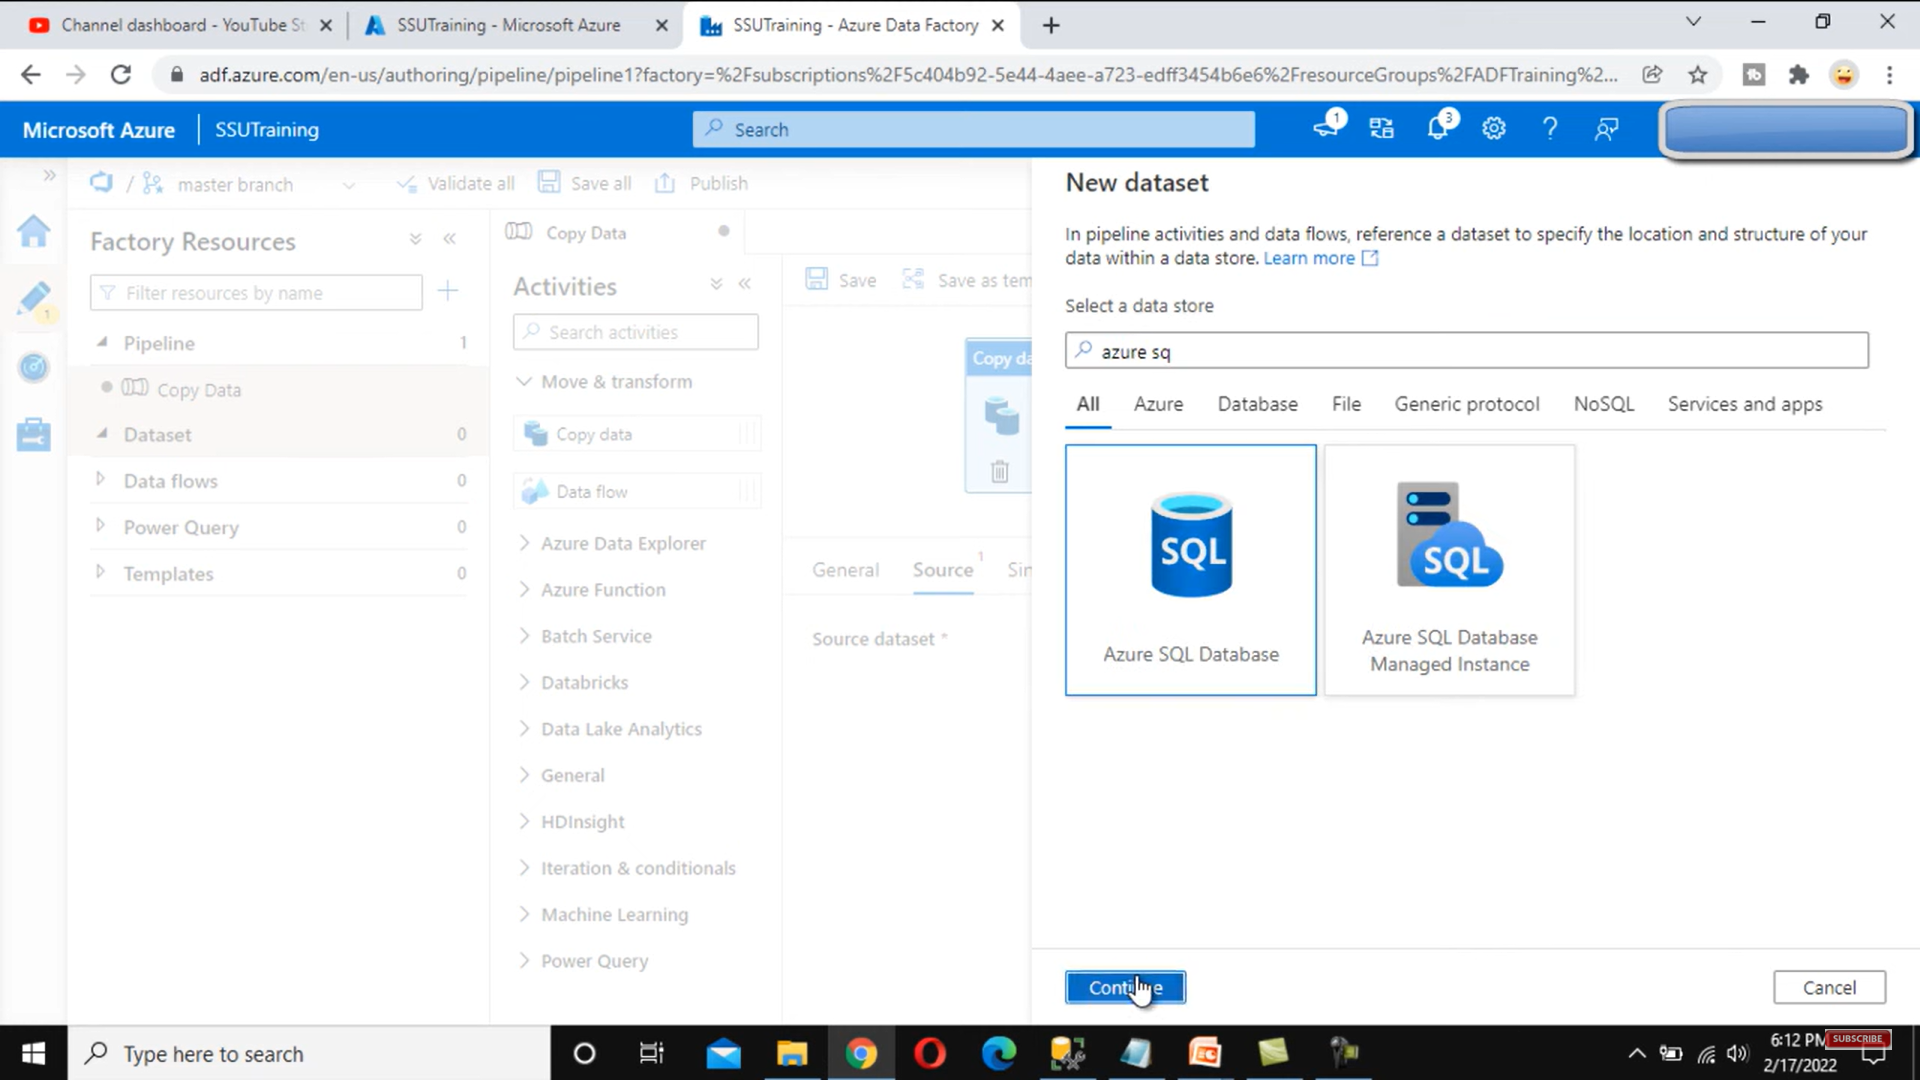 Channel dashboard - YouTube St
SSUTraining - Microsoft Azure
SSUTraining - Azure Data Factory
adf.azure.com/en-us/authoring/pipeline/pipeline1?factory=%2Fsubscriptions%2F5c404b92-5e44-4aee-a723-edff3454b6e6%2FresourceGroups%2FADFTraining%2...
Microsoft Azure
SSUTraining
Search
1
3
/ master branch
Validate all
Save all
Publish
Factory Resources
Filter resources by name
Pipeline 1
Copy Data
Dataset 0
Data flows 0
Power Query 0
Templates 0
1
Copy Data
Activities
Search activities
Move & transform
Copy data
Data flow
Azure Data Explorer
Azure Function
Batch Service
Databricks
Data Lake Analytics
General
HDInsight
Iteration & conditionals
Machine Learning
Power Query
Save
Save as tem
Copy da
General
Source 1
Sin
Source dataset *
New dataset
In pipeline activities and data flows, reference a dataset to specify the location and structure of your
data within a data store. Learn more
Select a data store
azure sq
All
Azure
Database
File
Generic protocol
NoSQL
Services and apps
SQL
Azure SQL Database
SQL
Azure SQL Database
Managed Instance
Continue
Cancel
Type here to search
6:12 PM
2/17/2022
SUBSCRIBE